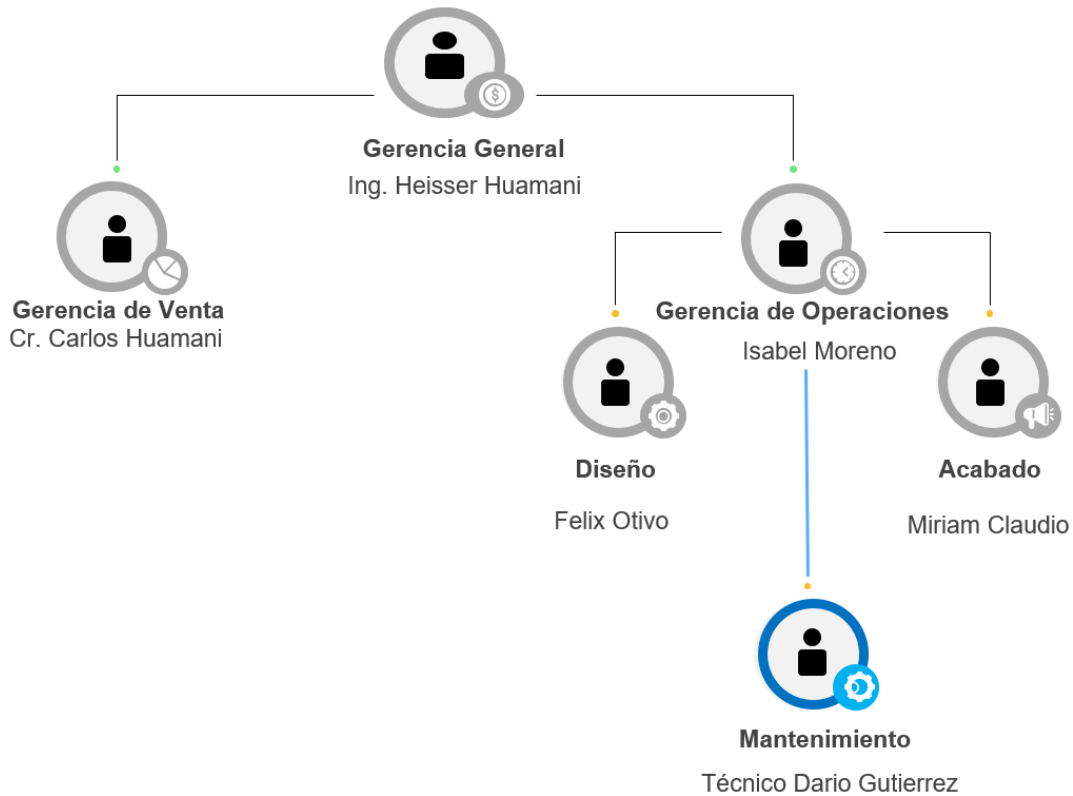 Gerencia General
Ing. Heisser Huamani
Gerencia de Venta
Cr. Carlos Huamani
Gerencia de Operaciones
Isabel Moreno
Diseño
Felix Otivo
Acabado
Miriam Claudio
Mantenimiento
Técnico Dario Gutierrez